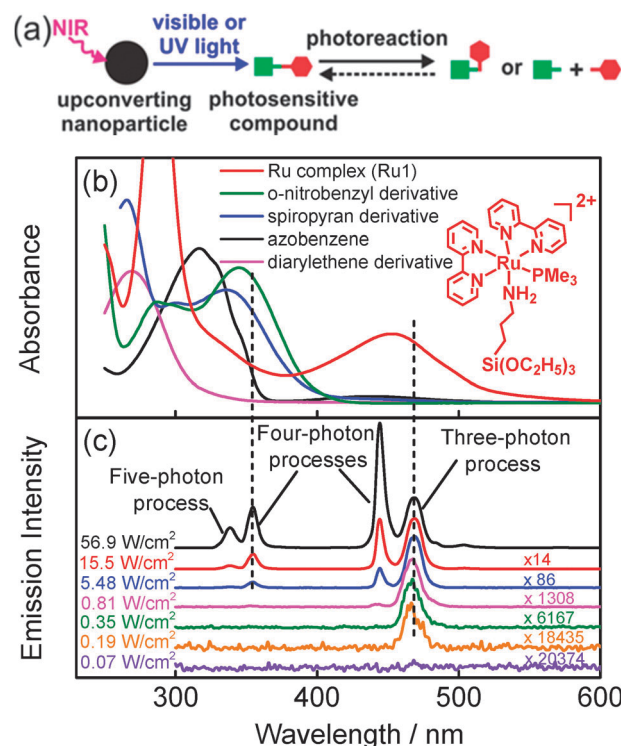 (a) NIR
visible or
UV light
photoreaction
or
+
upconverting
nanoparticle
photosensitive
compound
(b)
Ru complex (Ru1)
o-nitrobenzyl derivative
spiropyran derivative
azobenzene
diarylethene derivative
2+
N
N
N
N
Ru
PMe3
NH2
Si(OC2H5)3
Absorbance
(c)
Four-photon
processes
Three-photon
process
Five-photon
process
56.9 W/cm2
15.5 W/cm2
x14
5.48 W/cm2
x 86
0.81 W/cm2
x 1308
0.35 W/cm2
x 6167
0.19 W/cm2
x 18435
0.07 W/cm2
x 20374
Emission Intensity
300
400
500
600
Wavelength / nm